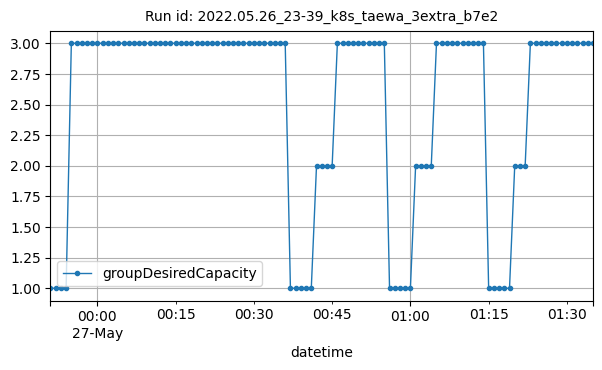 Run id: 2022.05.26_23-39_k8s_taewa_3extra_b7e2
3.00
2.75
2.50
2.25
2.00
1.75
1.50
1.25
1.00
groupDesiredCapacity
00:00 00:15 00:30 00:45 01:00 01:15 01:30
27-May
datetime